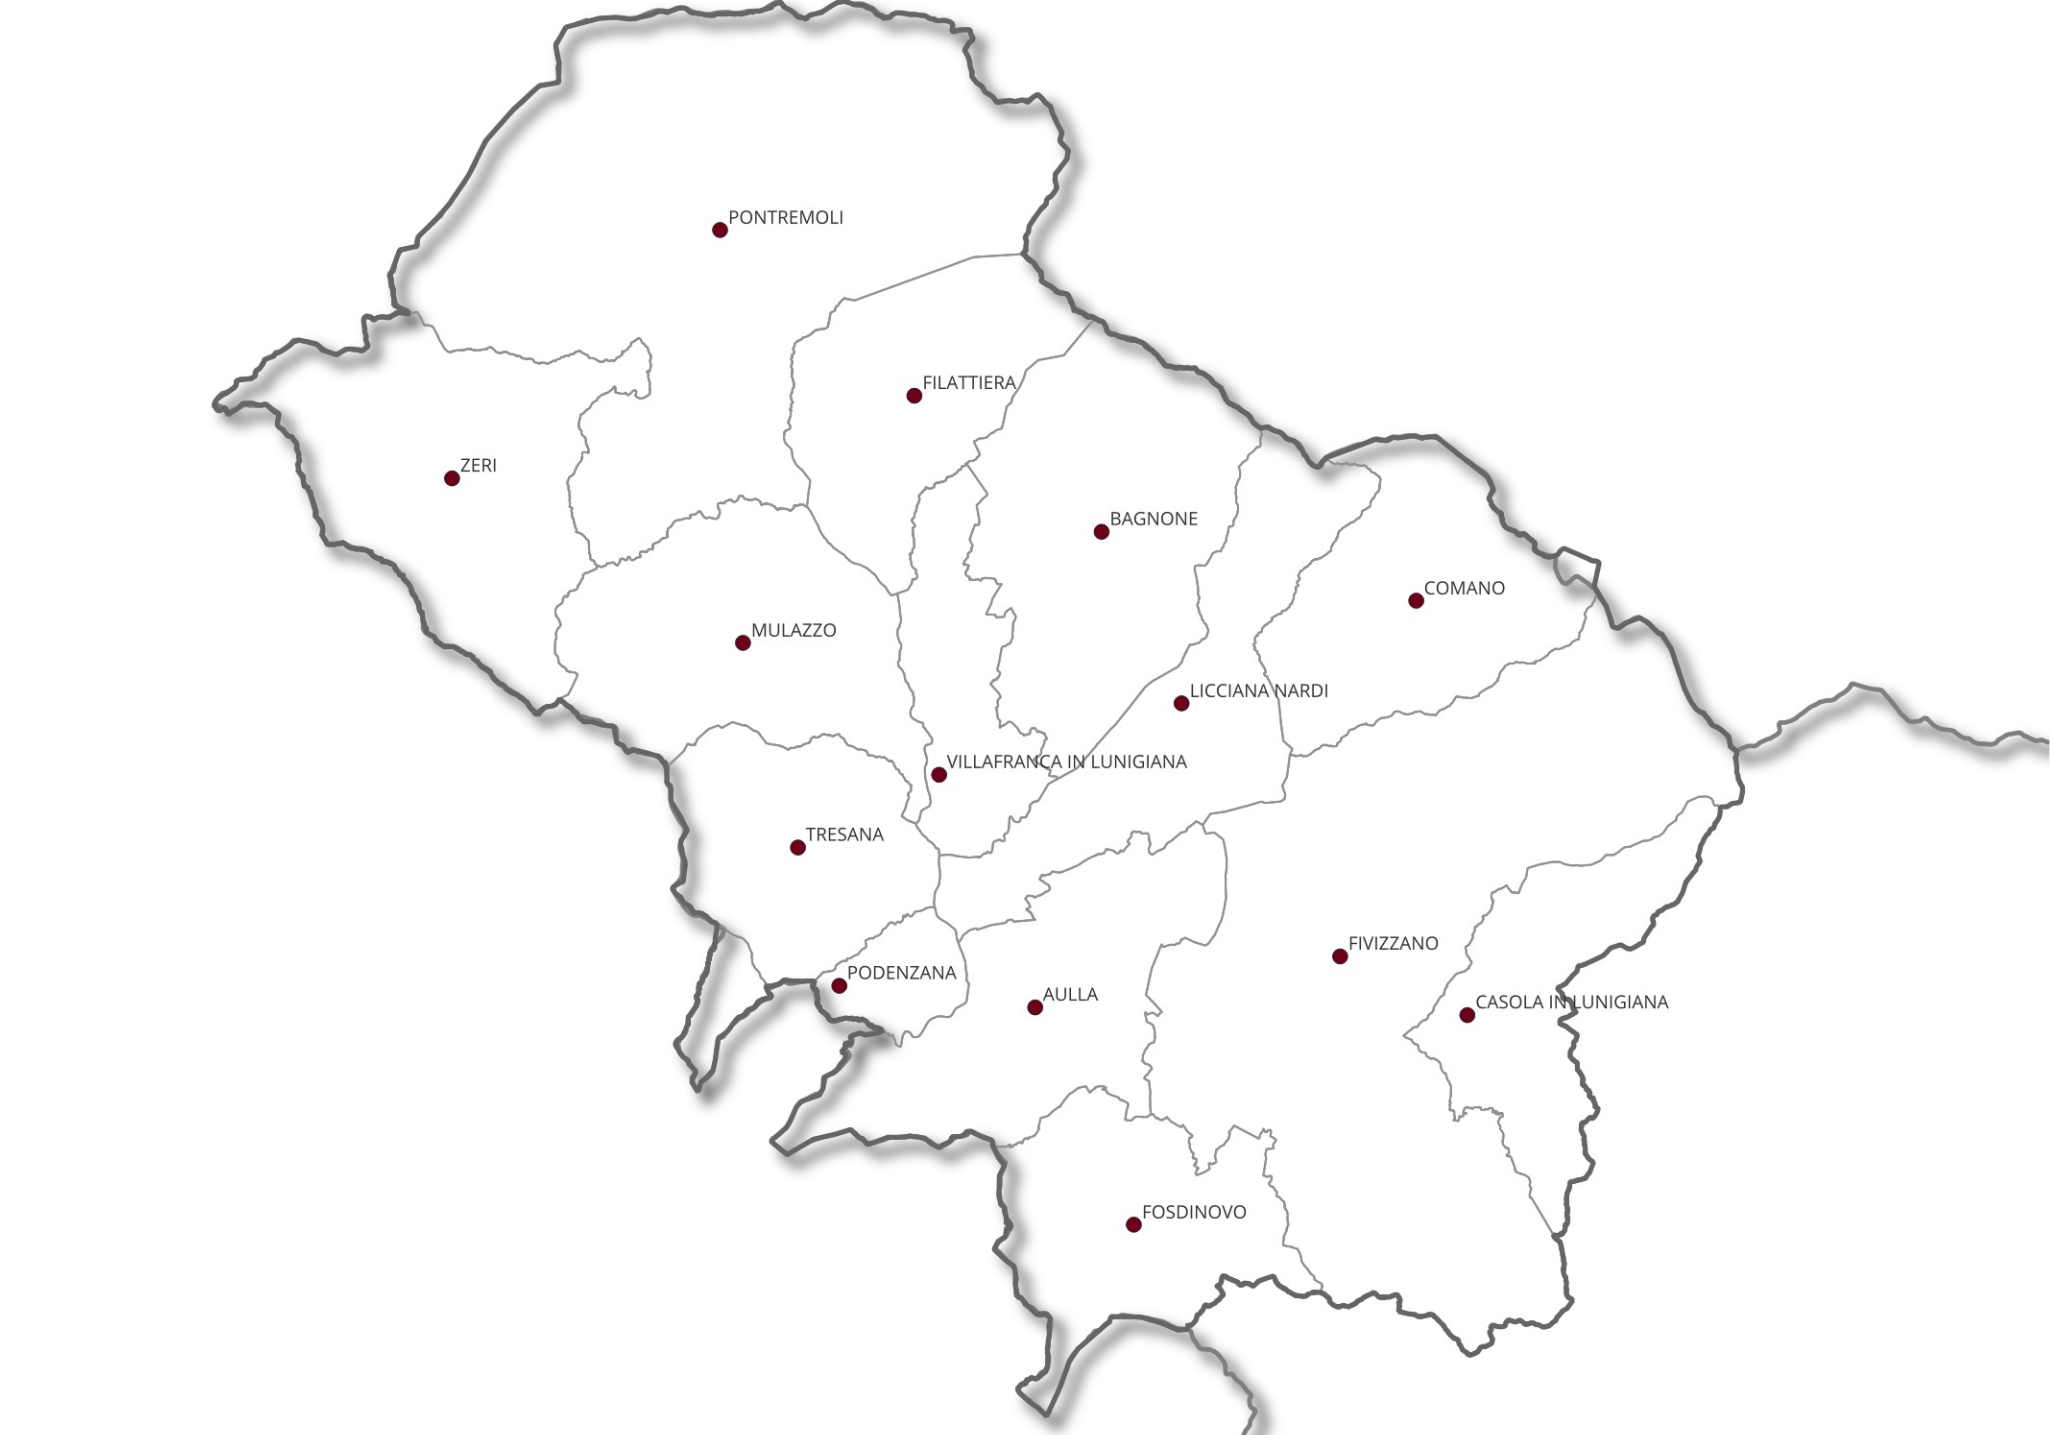 PONTREMOLI
FILATTIERA
ZERI
BAGNONE
COMANO
MULAZZO
LICCIANA NARDI
VILLAFRANCA IN LUNIGIANA
TRESANA
FIVIZZANO
PODENZANA
AULLA
CASOLA IN LUNIGIANA
FOSDINOVO